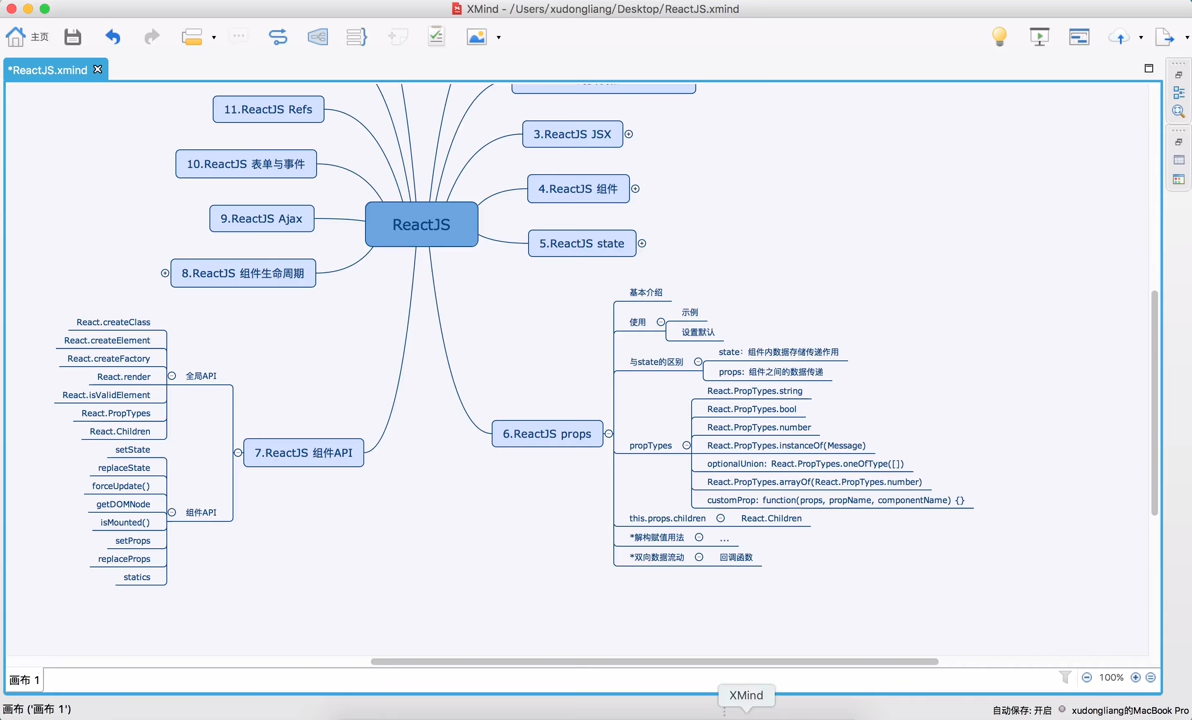 XMind - /Users/xudongliang/Desktop/ReactJS.xmind
主页
*ReactJS.xmind
11.ReactJS Refs
3.ReactJS JSX
10.ReactJS 表单与事件
4.ReactJS 组件
9.ReactJS Ajax
ReactJS
5.ReactJS state
8.ReactJS 组件生命周期
基本介绍
使用
示例
设置默认
与state的区别
state: 组件内数据存储传递作用
props: 组件之间的数据传递
6.ReactJS props
propTypes
React.PropTypes.string
React.PropTypes.bool
React.PropTypes.number
React.PropTypes.instanceOf(Message)
optionalUnion: React.PropTypes.oneOfType([])
React.PropTypes.arrayOf(React.PropTypes.number)
customProp: function(props, propName, componentName) {}
this.props.children
React.Children
*解构赋值用法
...
*双向数据流动
回调函数
7.ReactJS 组件API
全局API
React.createClass
React.createElement
React.createFactory
React.render
React.isValidElement
React.PropTypes
React.Children
组件API
setState
replaceState
forceUpdate()
getDOMNode
isMounted()
setProps
replaceProps
statics
画布 1
100%
XMind
画布 ('画布 1')
自动保存: 开启
xudongliang的MacBook Pro